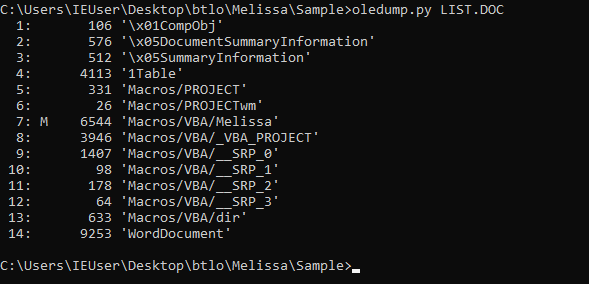 C:\Users\IEUser\Desktop\btlo\Melissa\Sample>oledump.py LIST.DOC
  1:       106 '\x01CompObj'
  2:       576 '\x05DocumentSummaryInformation'
  3:       512 '\x05SummaryInformation'
  4:      4113 '1Table'
  5:       331 'Macros/PROJECT'
  6:        26 'Macros/PROJECTwm'
  7: M    6544 'Macros/VBA/Melissa'
  8:      3946 'Macros/VBA/_VBA_PROJECT'
  9:      1407 'Macros/VBA/__SRP_0'
 10:        98 'Macros/VBA/__SRP_1'
 11:       178 'Macros/VBA/__SRP_2'
 12:        64 'Macros/VBA/__SRP_3'
 13:       633 'Macros/VBA/dir'
 14:      9253 'WordDocument'
C:\Users\IEUser\Desktop\btlo\Melissa\Sample>